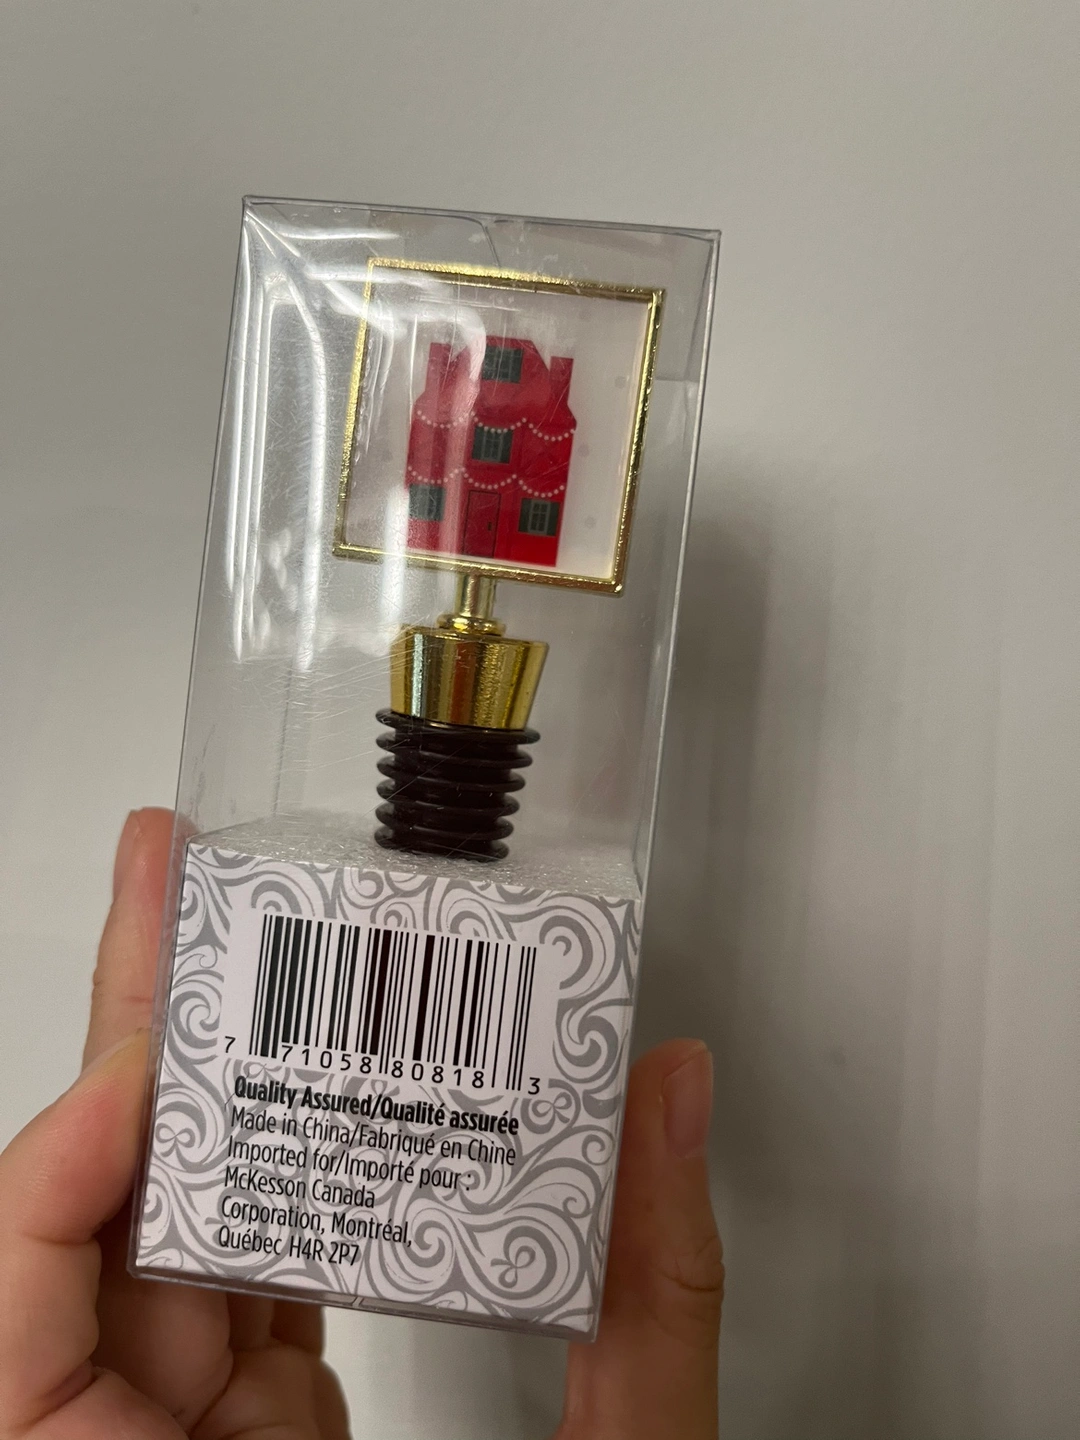 7 71058 80818 3
Quality Assured/Qualité assurée
Made in China/Fabriqué en Chine
Imported for/Importé pour :
McKesson Canada
Corporation, Montréal,
Québec H4R 2P7